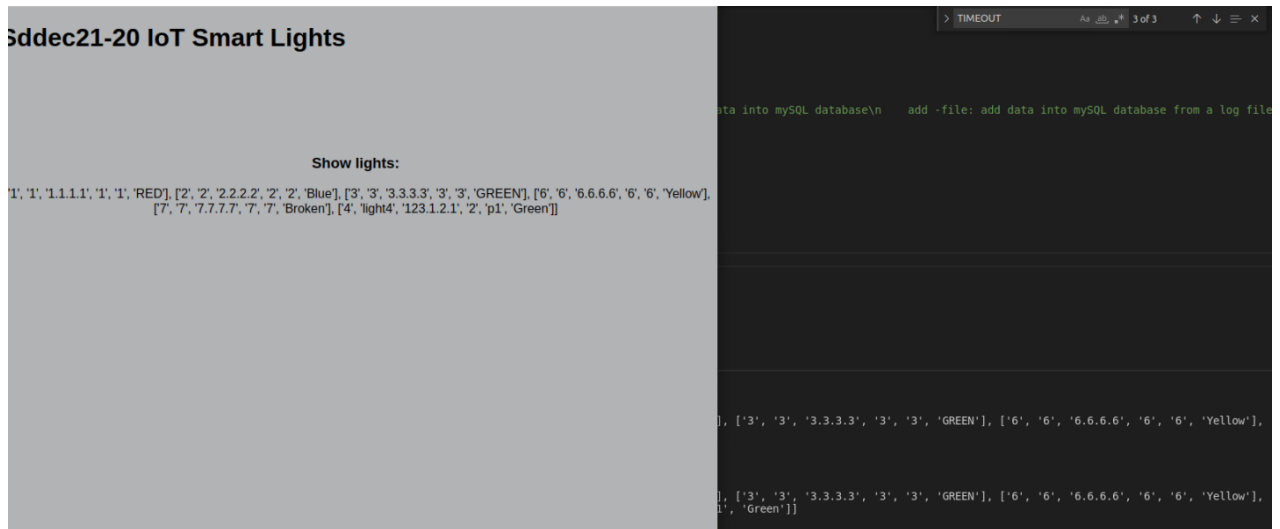 Sddec21-20 IoT Smart Lights
Show lights:
'1', '1', '1.1.1.1', '1', '1', 'RED'], ['2', '2', '2.2.2.2', '2', '2', 'Blue'], ['3', '3', '3.3.3.3', '3', '3', 'GREEN'], ['6', '6', '6.6.6.6', '6', '6', 'Yellow'],
['7', '7', '7.7.7.7', '7', '7', 'Broken'], ['4', 'light4', '123.1.2.1', '2', 'p1', 'Green']]
> TIMEOUT Aa ab .* 3 of 3
ata into mySQL database\n    add -file: add data into mySQL database from a log file
], ['3', '3', '3.3.3.3', '3', '3', 'GREEN'], ['6', '6', '6.6.6.6', '6', '6', 'Yellow'],
], ['3', '3', '3.3.3.3', '3', '3', 'GREEN'], ['6', '6', '6.6.6.6', '6', '6', 'Yellow'],
1', 'Green']]